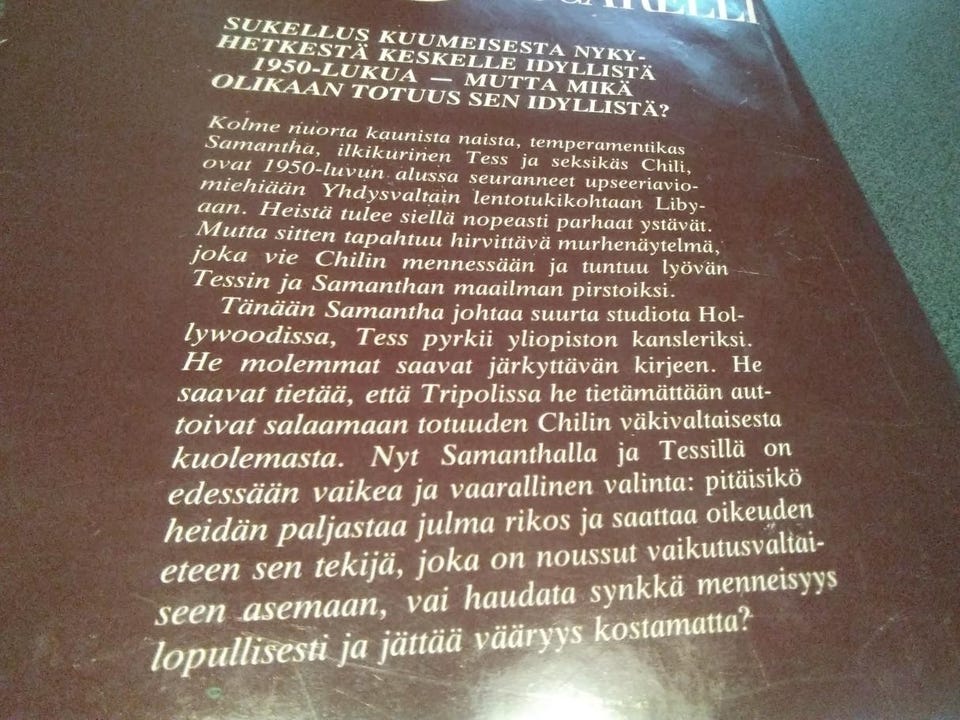 SUKELLUS KUUMEISESTA NYKY-
HETKESTÄ KESKELLE IDYLLISTÄ
1950-LUKUA — MUTTA MIKÄ
OLIKAAN TOTUUS SEN IDYLLISTÄ?
Kolme nuorta kaunista naista, temperamentikas
Samantha, ilkikurinen Tess ja seksikäs Chili,
ovat 1950-luvun alussa seuranneet upseeriavio-
miehiään Yhdysvaltain lentotukikohtaan Liby-
aan. Heistä tulee siellä nopeasti parhaat ystävät.
Mutta sitten tapahtuu hirvittävä murhenäytelmä,
joka vie Chilin mennessään ja tuntuu lyövän
Tessin ja Samanthan maailman pirstoiksi.
Tänään Samantha johtaa suurta studiota Hol-
lywoodissa, Tess pyrkii yliopiston kansleriksi.
He molemmat saavat järkyttävän kirjeen. He
saavat tietää, että Tripolissa he tietämättään aut-
toivat salaamaan totuuden Chilin väkivaltaisesta
kuolemasta. Nyt Samanthalla ja Tessillä on
edessään vaikea ja vaarallinen valinta: pitäisikö
heidän paljastaa julma rikos ja saattaa oikeuden
eteen sen tekijä, joka on noussut vaikutusvaltai-
seen asemaan, vai haudata synkkä menneisyys
lopullisesti ja jättää vääryys kostamatta?